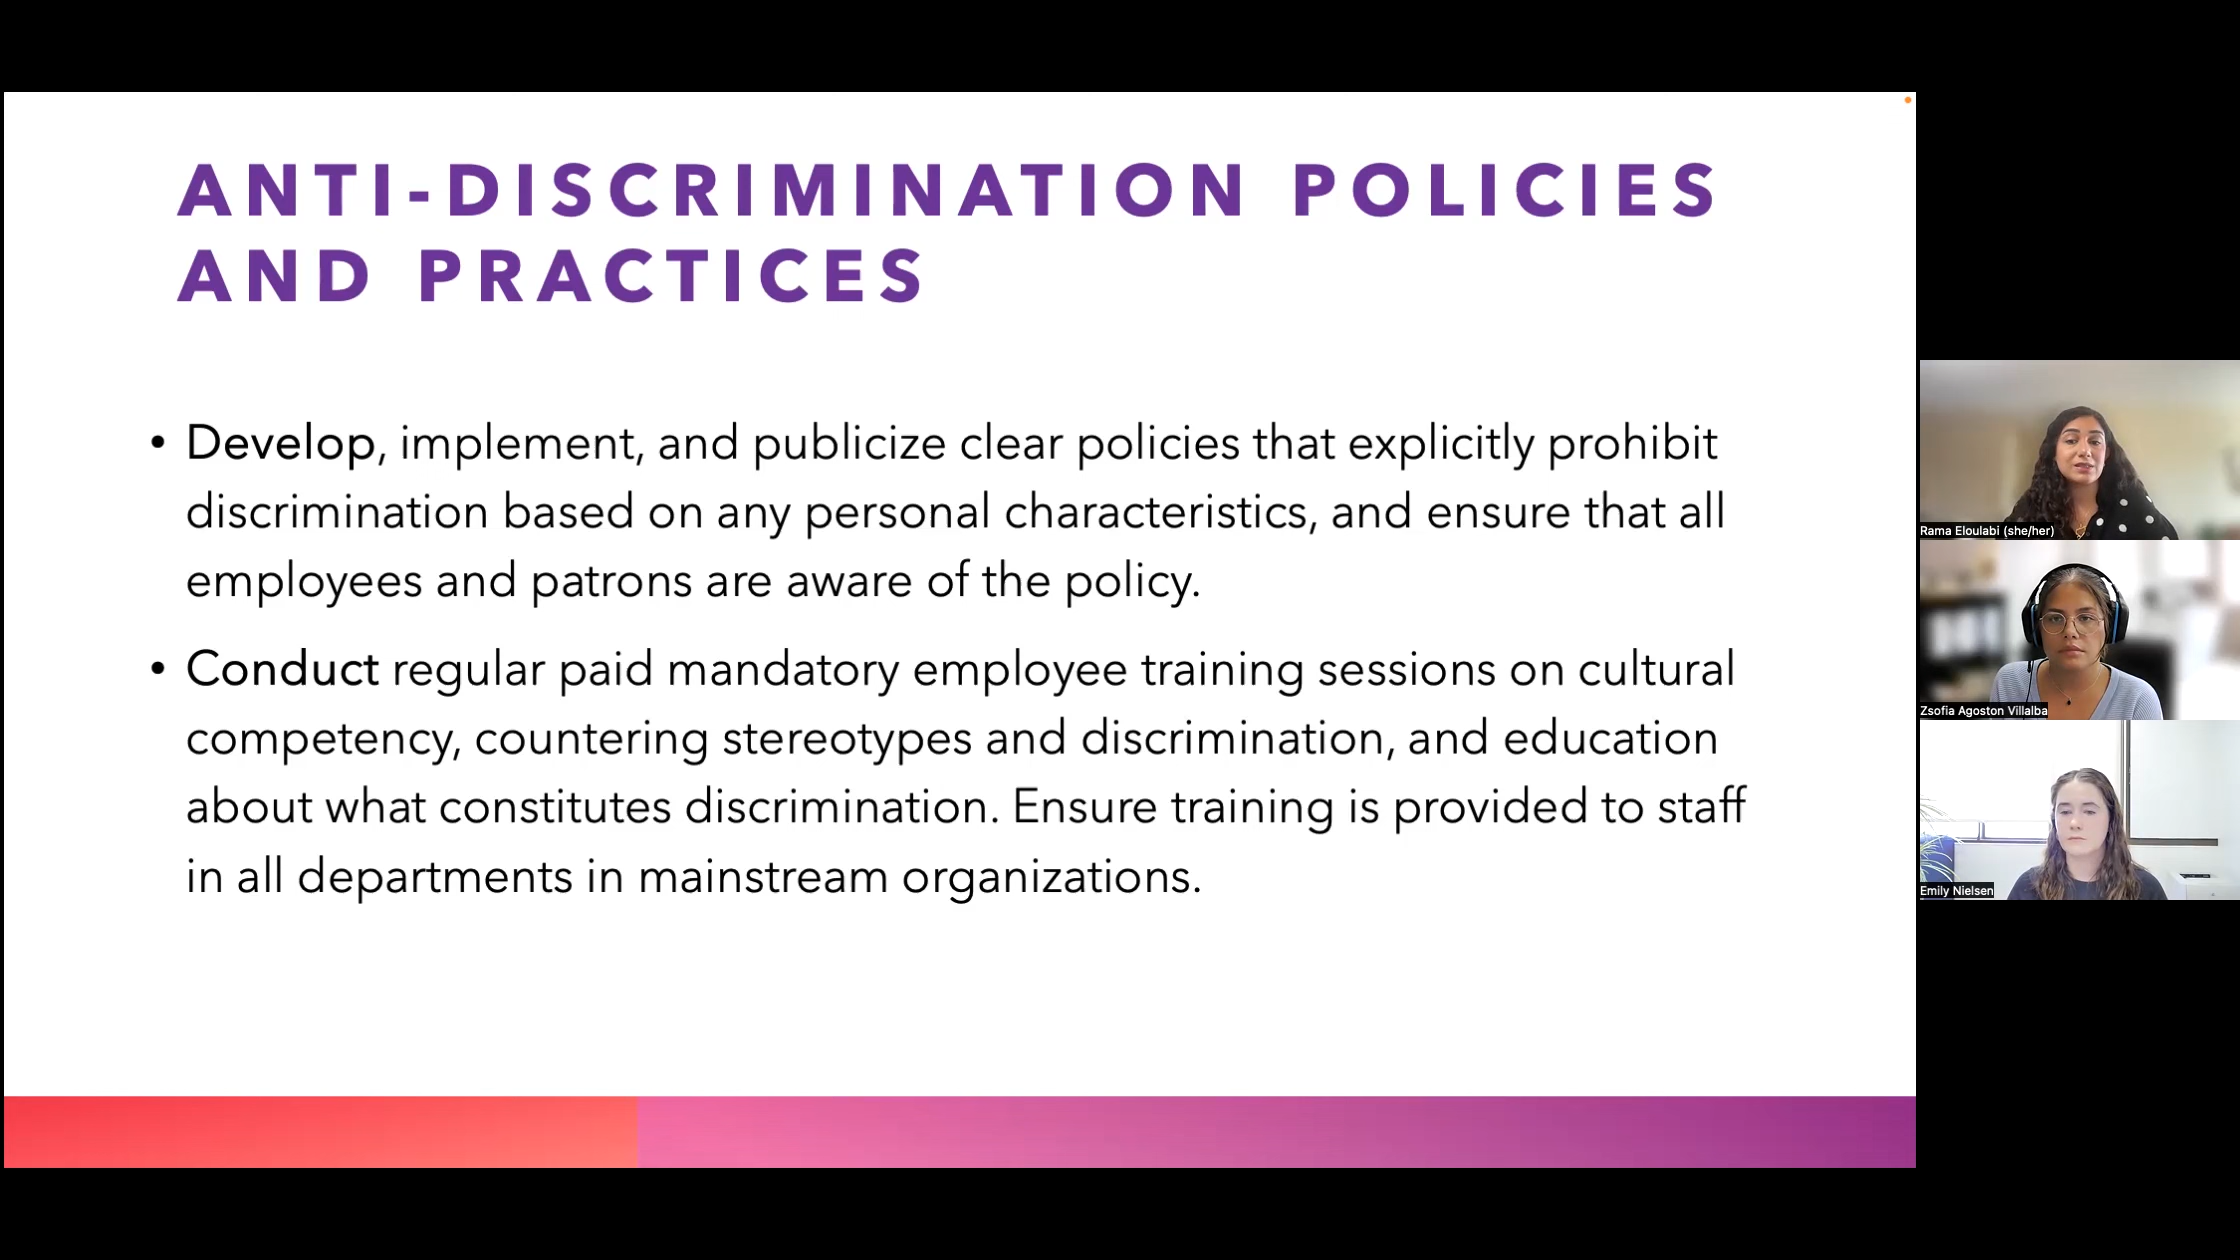 ANTI-DISCRIMINATION POLICIES
AND PRACTICES
• Develop, implement, and publicize clear policies that explicitly prohibit
discrimination based on any personal characteristics, and ensure that all
employees and patrons are aware of the policy.
• Conduct regular paid mandatory employee training sessions on cultural
competency, countering stereotypes and discrimination, and education
about what constitutes discrimination. Ensure training is provided to staff
in all departments in mainstream organizations.
Rama Eloulabi (she/her)
Zsofia Agoston Villalba
Emily Nielsen